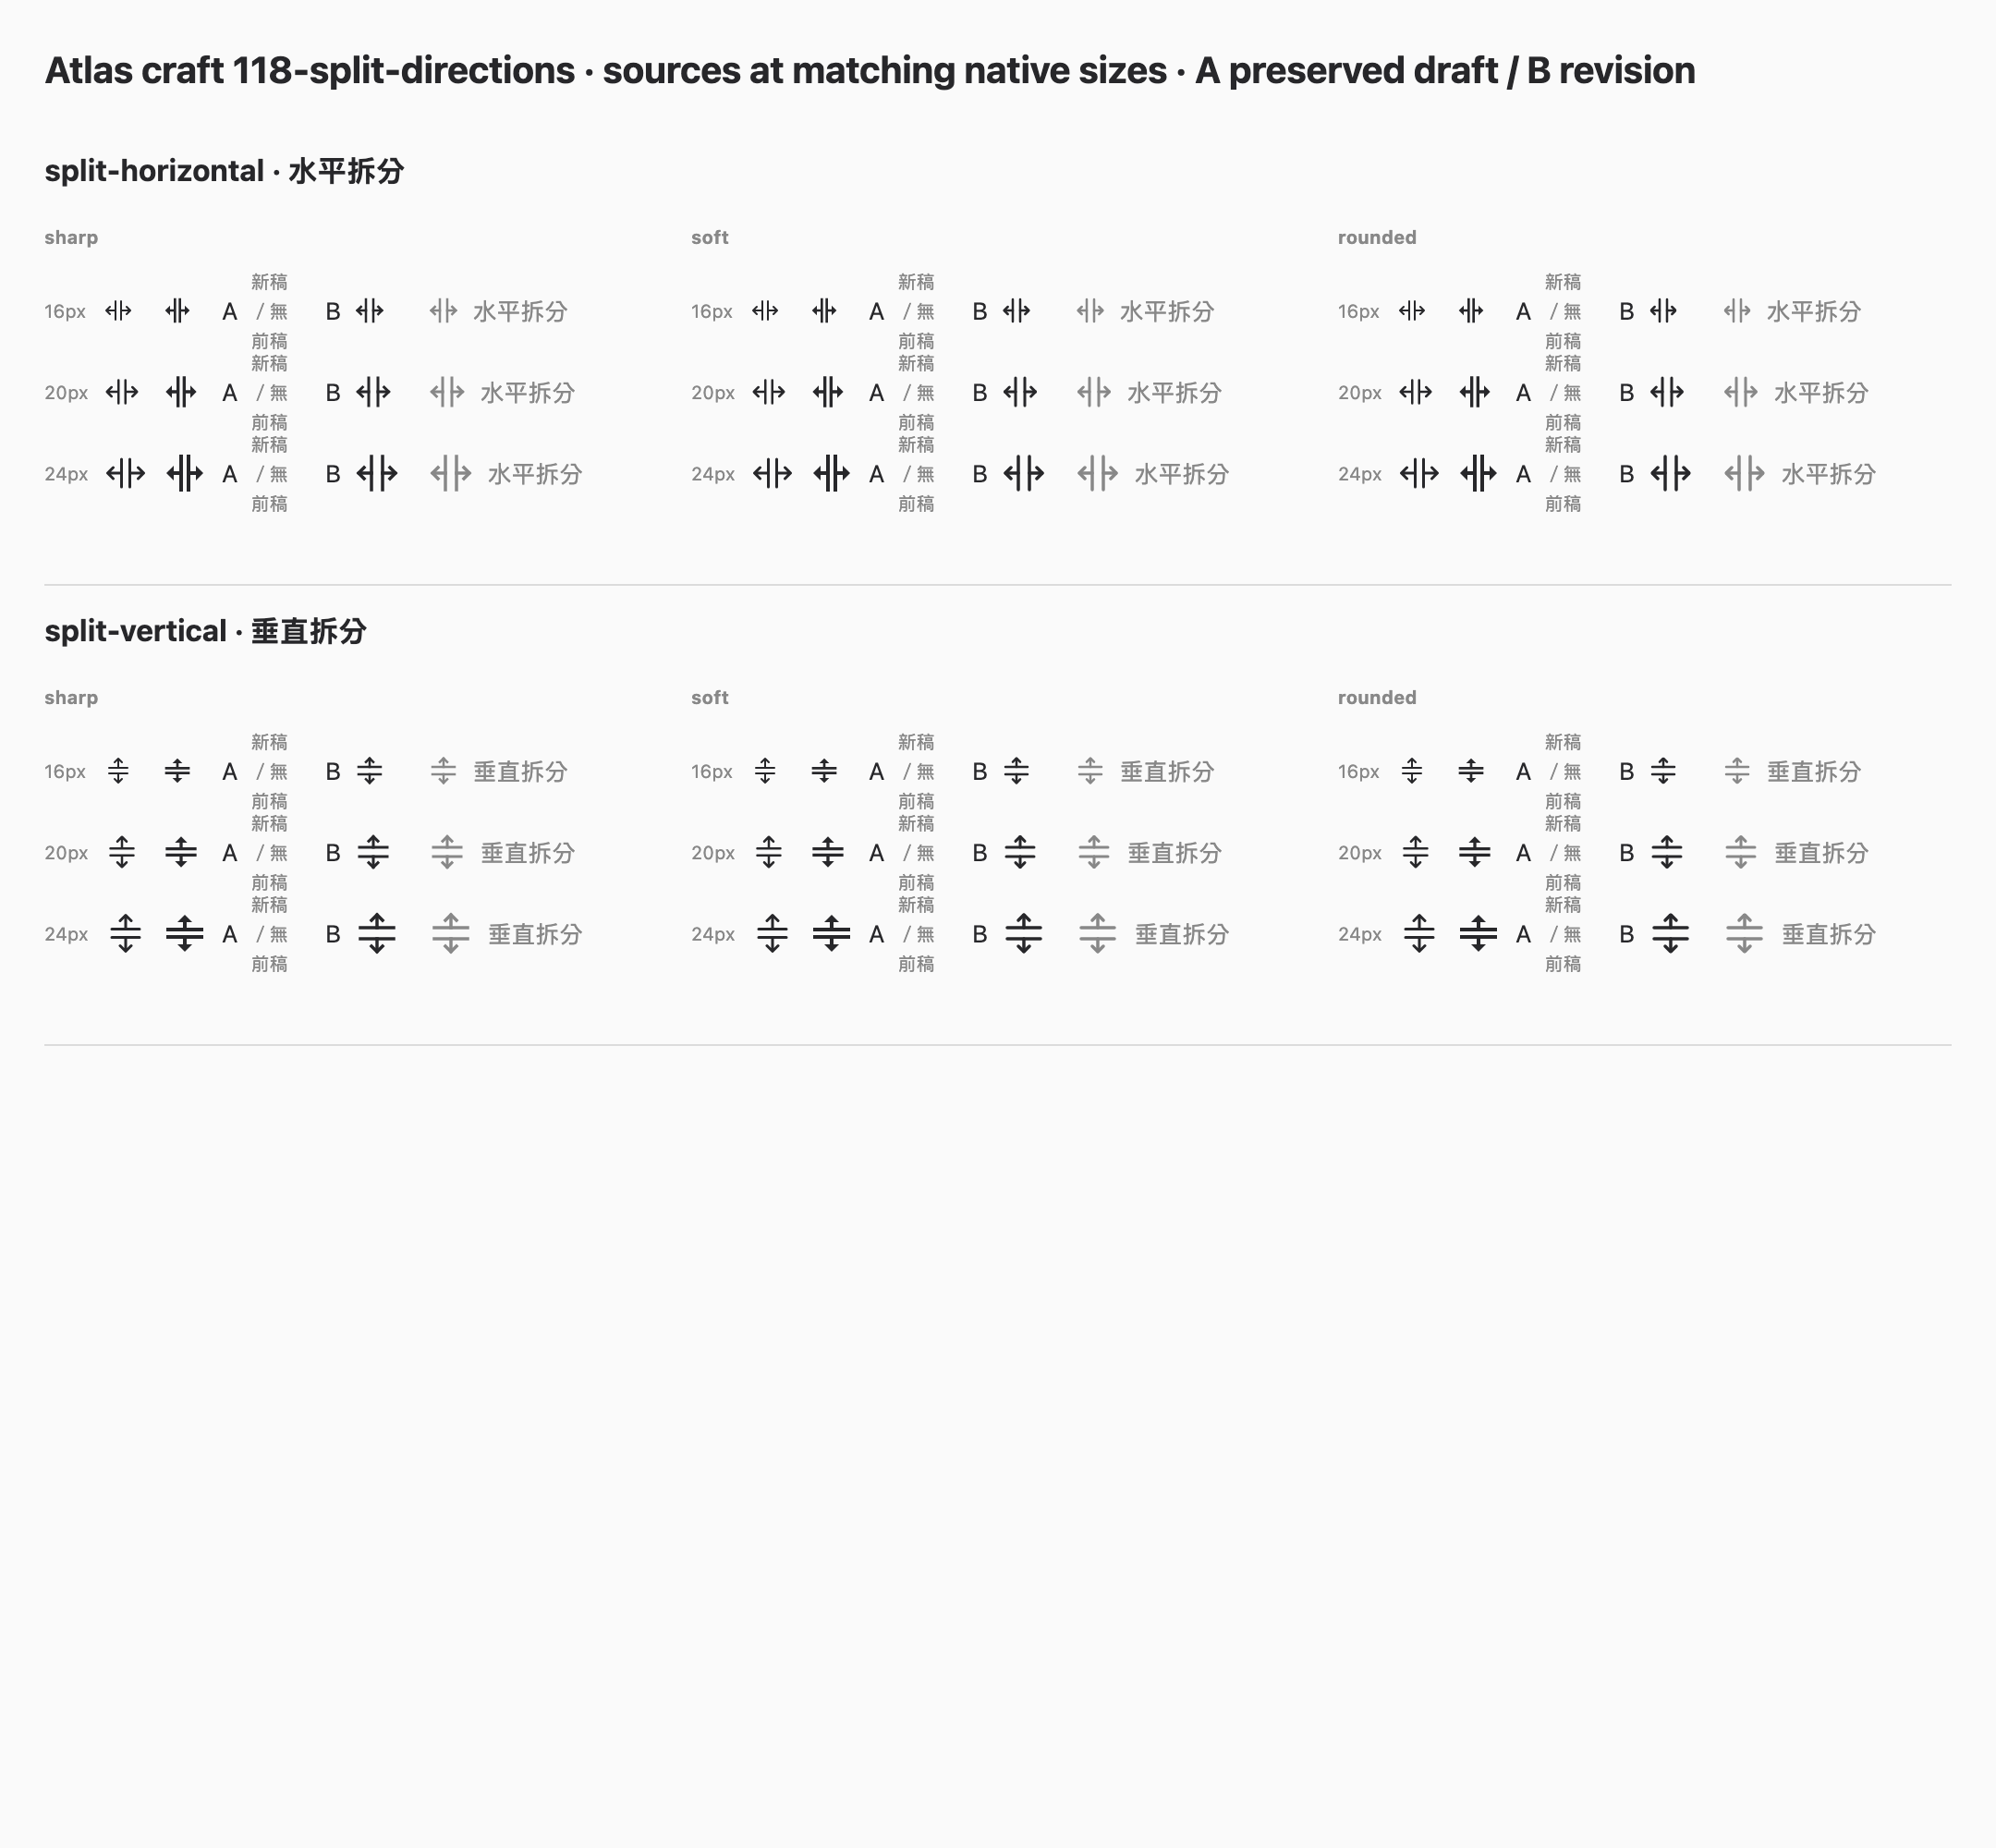 Atlas craft 118-split-directions · sources at matching native sizes · A preserved draft / B revision
split-horizontal · 水平拆分
sharp
soft
rounded
16px A 新稿 / 無前稿 B 水平拆分
16px A 新稿 / 無前稿 B 水平拆分
16px A 新稿 / 無前稿 B 水平拆分
20px A 新稿 / 無前稿 B 水平拆分
20px A 新稿 / 無前稿 B 水平拆分
20px A 新稿 / 無前稿 B 水平拆分
24px A 新稿 / 無前稿 B 水平拆分
24px A 新稿 / 無前稿 B 水平拆分
24px A 新稿 / 無前稿 B 水平拆分
split-vertical · 垂直拆分
sharp
soft
rounded
16px A 新稿 / 無前稿 B 垂直拆分
16px A 新稿 / 無前稿 B 垂直拆分
16px A 新稿 / 無前稿 B 垂直拆分
20px A 新稿 / 無前稿 B 垂直拆分
20px A 新稿 / 無前稿 B 垂直拆分
20px A 新稿 / 無前稿 B 垂直拆分
24px A 新稿 / 無前稿 B 垂直拆分
24px A 新稿 / 無前稿 B 垂直拆分
24px A 新稿 / 無前稿 B 垂直拆分